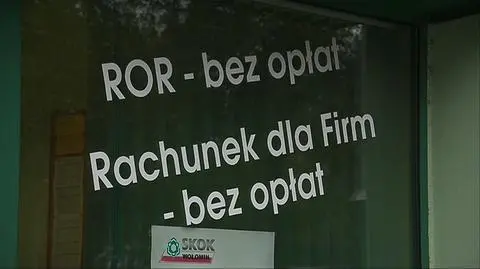 ROR - bez opłat
Rachunek dla Firm
- bez opłat
SKOK
WOŁOMIN